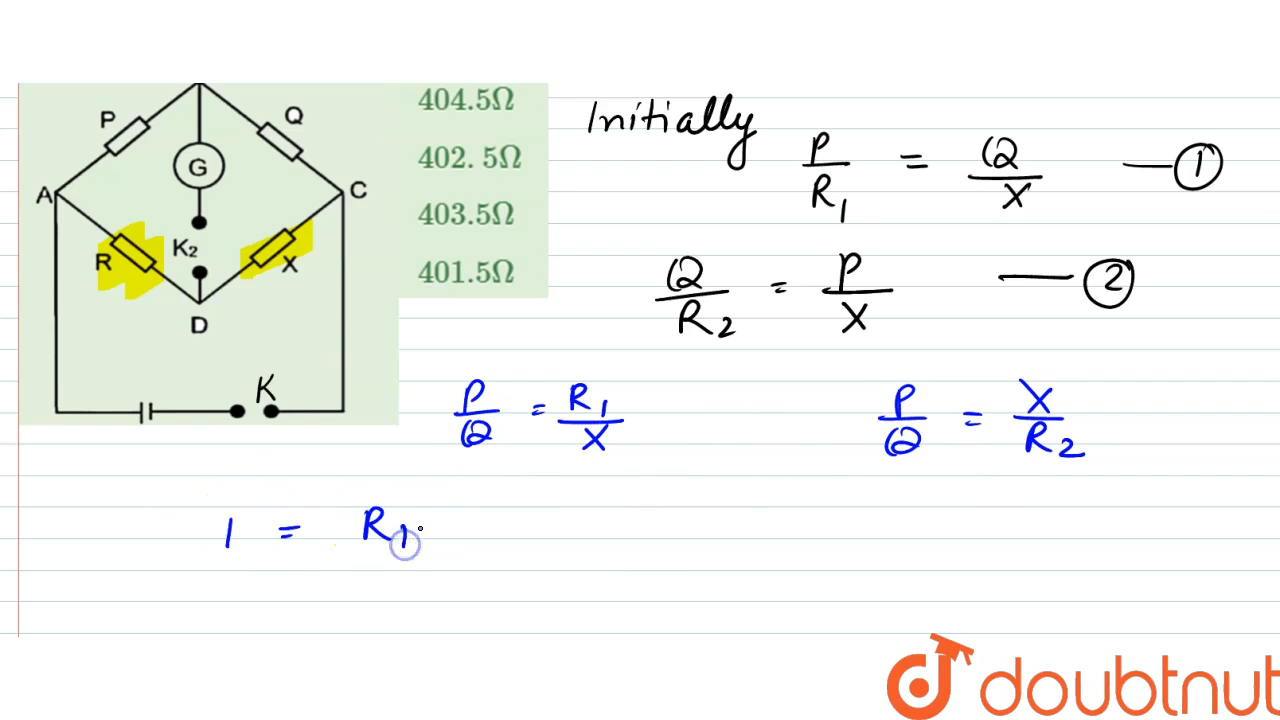 P
Q
G
A
C
K₂
R
X
D
K
404.5Ω
402. 5Ω
403.5Ω
401.5Ω
Initially
P/R₁ = Q/X — ①
Q/R₂ = P/X — ②
P/Q = R₁/X
P/Q = X/R₂
1 = R₁
doubtnut